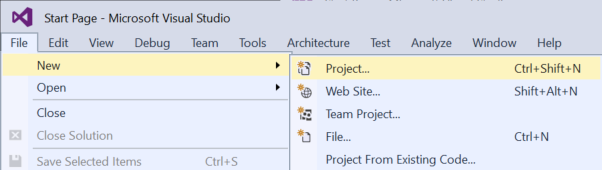 Start Page - Microsoft Visual Studio
File Edit View Debug Team Tools Architecture Test Analyze Window Help
New Project... Ctrl+Shift+N
Open Web Site... Shift+Alt+N
Close Team Project...
Close Solution File... Ctrl+N
Save Selected Items Ctrl+S Project From Existing Code...